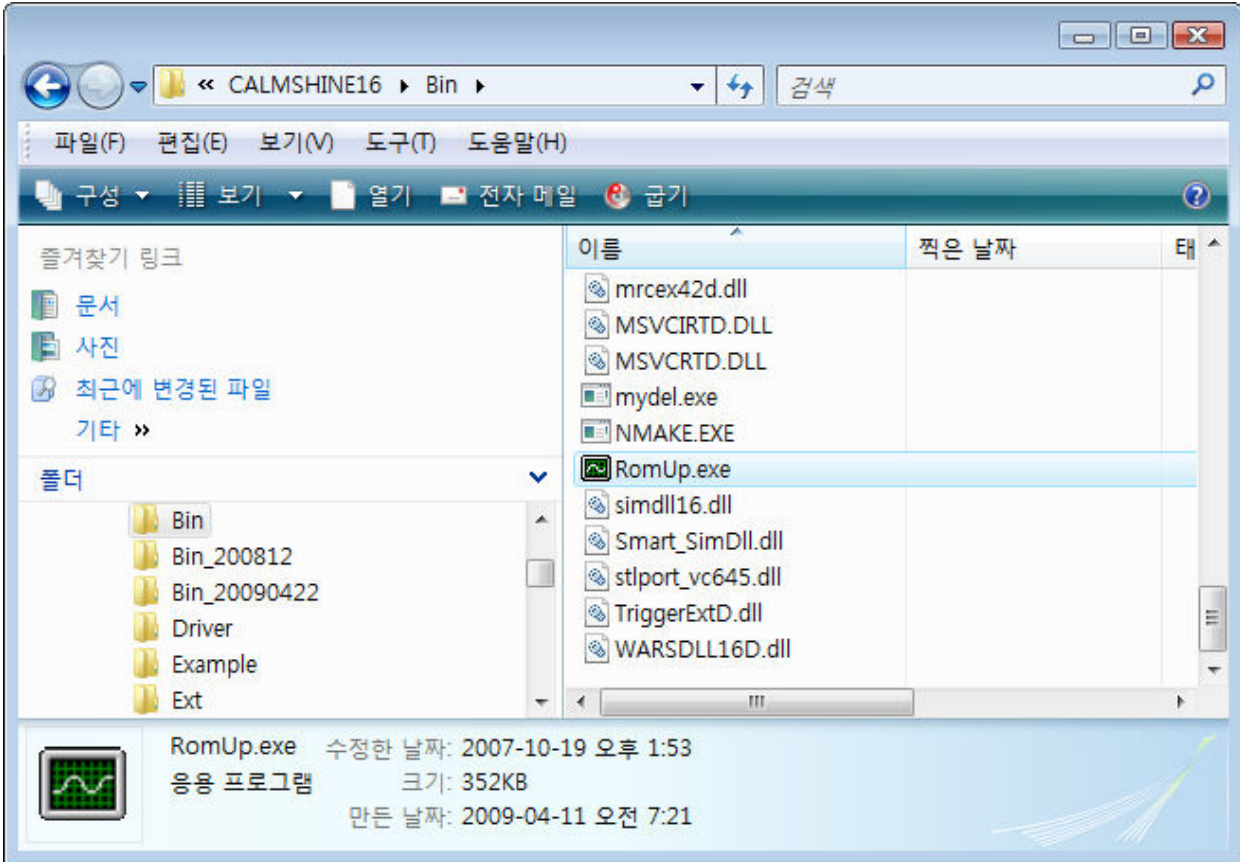 « CALMSHINE16 ▸ Bin ▸ 검색
파일(F) 편집(E) 보기(V) 도구(T) 도움말(H)
구성 보기 열기 전자 메일 굽기
즐겨찾기 링크
문서
사진
최근에 변경된 파일
기타 »
폴더
Bin
Bin_200812
Bin_20090422
Driver
Example
Ext
이름 찍은 날짜 태
mrcex42d.dll
MSVCIRTD.DLL
MSVCRTD.DLL
mydel.exe
NMAKE.EXE
RomUp.exe
simdll16.dll
Smart_SimDll.dll
stlport_vc645.dll
TriggerExtD.dll
WARSDLL16D.dll
RomUp.exe 수정한 날짜: 2007-10-19 오후 1:53
응용 프로그램 크기: 352KB
만든 날짜: 2009-04-11 오전 7:21